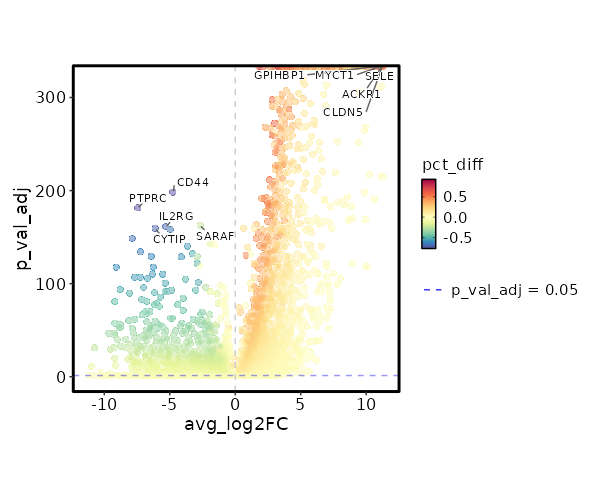 GPIHBP1 MYCT1 SELE
ACKR1
CLDN5
CD44
PTPRC
IL2RG
CYTIP SARAF
300
200
100
0
p_val_adj
-10 -5 0 5 10
avg_log2FC
pct_diff
0.5
0.0
-0.5
p_val_adj = 0.05